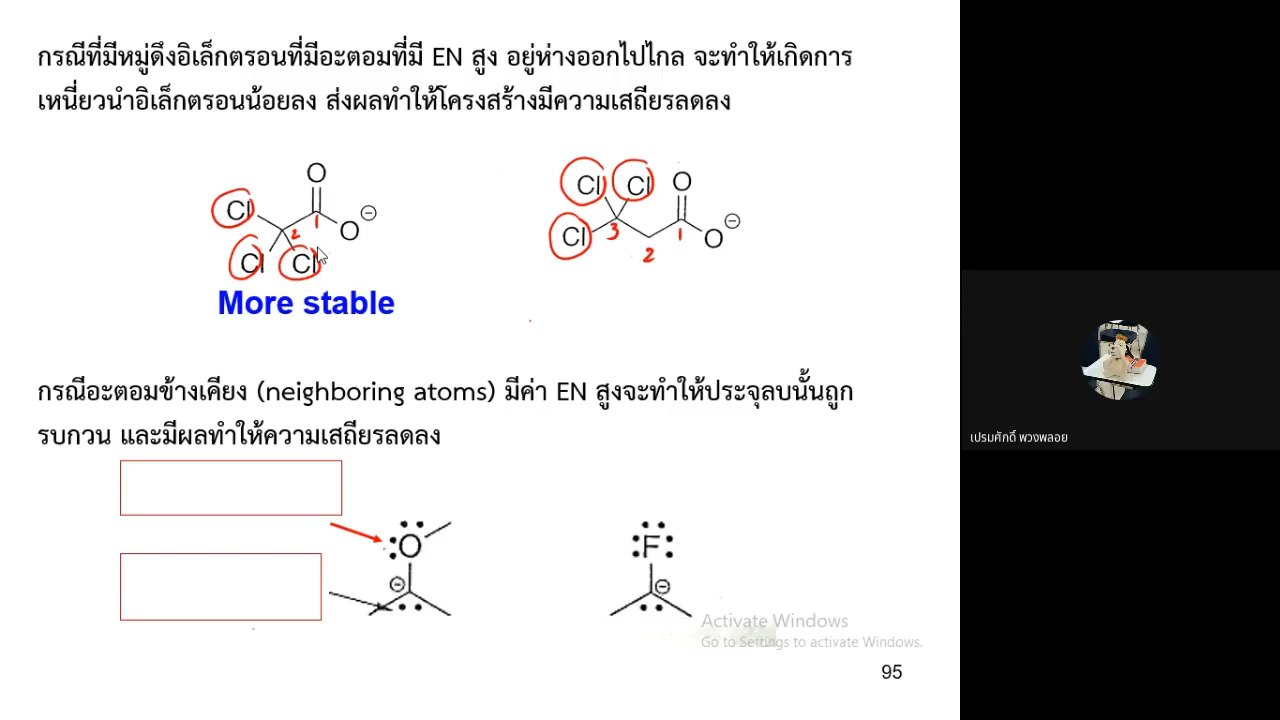 กรณีที่มีหมู่ดึงอิเล็กตรอนที่มีอะตอมที่มี EN สูง อยู่ห่างออกไปไกล จะทำให้เกิดการ
เหนี่ยวนำอิเล็กตรอนน้อยลง ส่งผลทำให้โครงสร้างมีความเสถียรลดลง
O
Cl 1 O ⊖
2
Cl Cl
More stable
Cl Cl O
Cl 3 1 O ⊖
2
กรณีอะตอมข้างเคียง (neighboring atoms) มีค่า EN สูงจะทำให้ประจุลบนั้นถูก
รบกวน และมีผลทำให้ความเสถียรลดลง
O F
⊖ ⊖
Activate Windows
Go to Settings to activate Windows.
95
เปรมศักดิ์ พวงพลอย